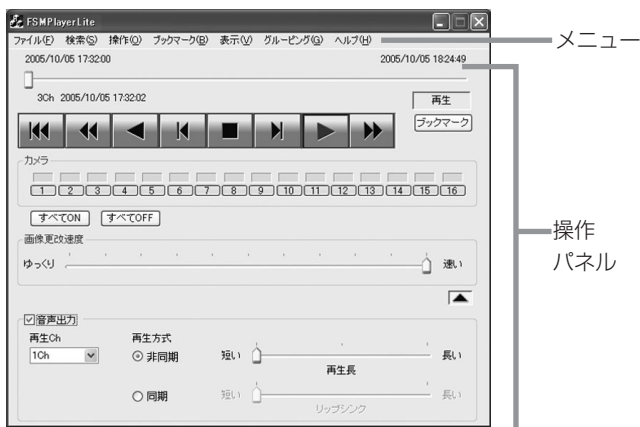 FSMPlayerLite
ファイル(F) 検索(S) 操作(O) ブックマーク(B) 表示(V) グルーピング(G) ヘルプ(H)
メニュー
2005/10/05 17:32:00 2005/10/05 18:24:49
3Ch 2005/10/05 17:32:02
再生
ブックマーク
カメラ
1 2 3 4 5 6 7 8 9 10 11 12 13 14 15 16
すべてON すべてOFF
操作
パネル
画像更改速度
ゆっくり 速い
音声出力
再生Ch 再生方式
1Ch 非同期 短い 長い
再生長
同期 短い 長い
リップシンク